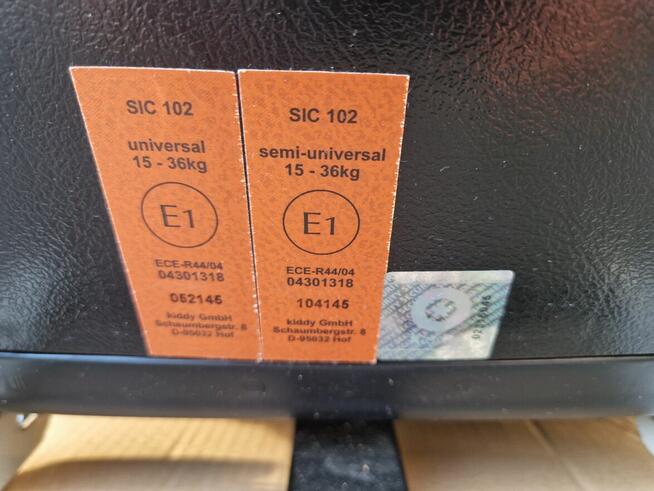 SIC 102
universal
15 - 36kg
E1
ECE-R44/04
04301318
052145
kiddy GmbH
Schaumbergstr. 8
D-95032 Hof
SIC 102
semi-universal
15 - 36kg
E1
ECE-R44/04
04301318
104145
kiddy GmbH
Schaumbergstr. 8
D-95032 Hof